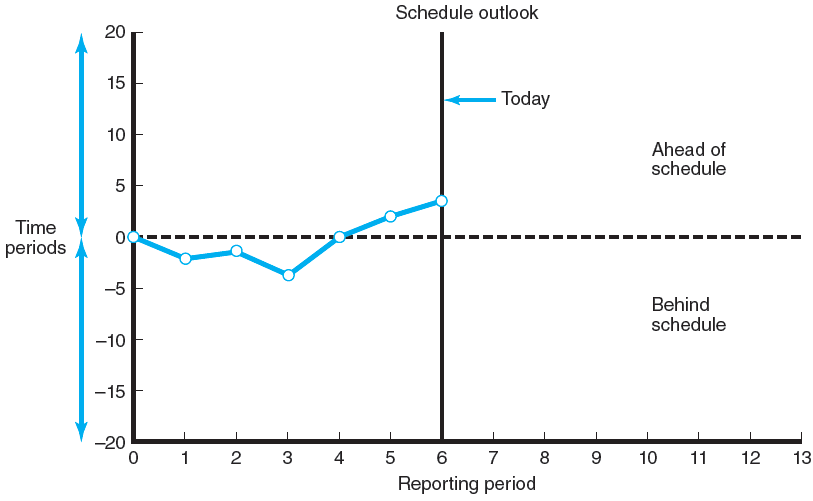 Schedule outlook
20
15
Today
10
Ahead of
schedule
5
Time
periods
0
–5
Behind
schedule
–10
–15
–20
0 1 2 3 4 5 6 7 8 9 10 11 12 13
Reporting period